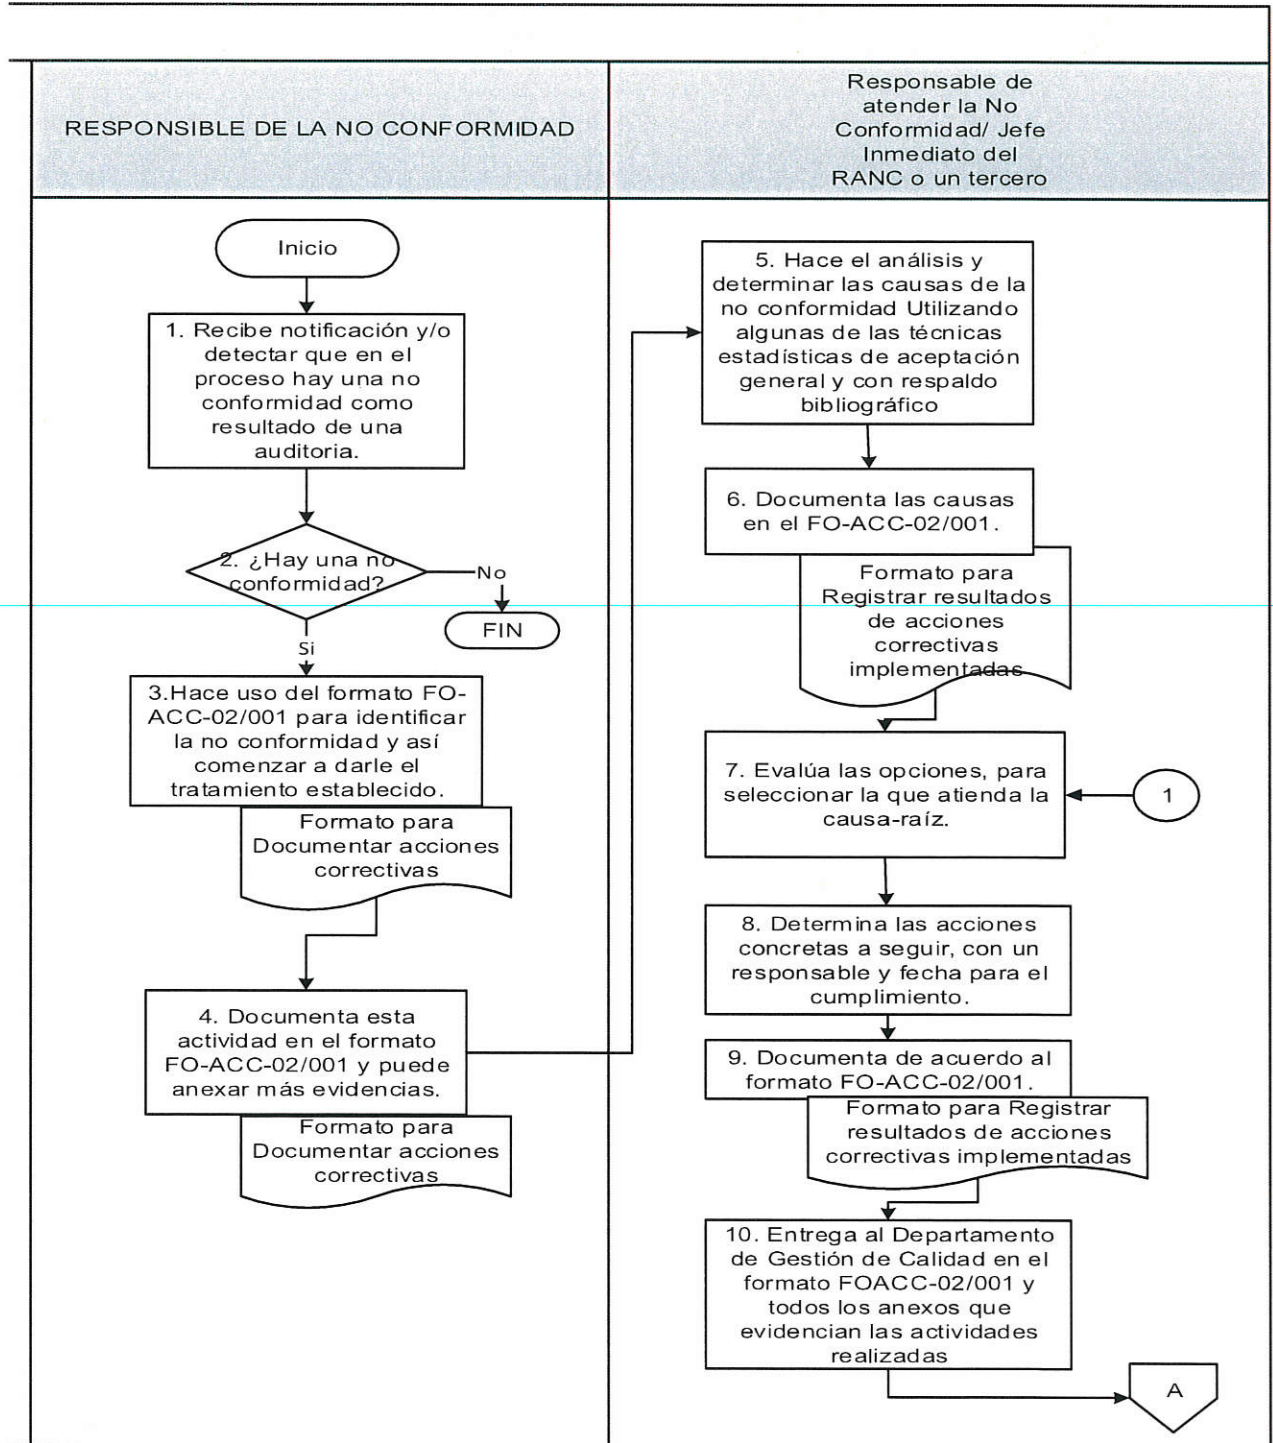 RESPONSIBLE DE LA NO CONFORMIDAD
Responsable de
atender la No
Conformidad/ Jefe
Inmediato del
RANC o un tercero
Inicio
1. Recibe notificación y/o
detectar que en el
proceso hay una no
conformidad como
resultado de una
auditoria.
2. ¿Hay una no
conformidad?
No
FIN
Si
3.Hace uso del formato FO-
ACC-02/001 para identificar
la no conformidad y así
comenzar a darle el
tratamiento establecido.
Formato para
Documentar acciones
correctivas
4. Documenta esta
actividad en el formato
FO-ACC-02/001 y puede
anexar más evidencias.
Formato para
Documentar acciones
correctivas
5. Hace el análisis y
determinar las causas de la
no conformidad Utilizando
algunas de las técnicas
estadísticas de aceptación
general y con respaldo
bibliográfico
6. Documenta las causas
en el FO-ACC-02/001.
Formato para
Registrar resultados
de acciones
correctivas
implementadas
7. Evalúa las opciones, para
seleccionar la que atienda la
causa-raíz.
1
8. Determina las acciones
concretas a seguir, con un
responsable y fecha para el
cumplimiento.
9. Documenta de acuerdo al
formato FO-ACC-02/001.
Formato para Registrar
resultados de acciones
correctivas implementadas
10. Entrega al Departamento
de Gestión de Calidad en el
formato FOACC-02/001 y
todos los anexos que
evidencian las actividades
realizadas
A